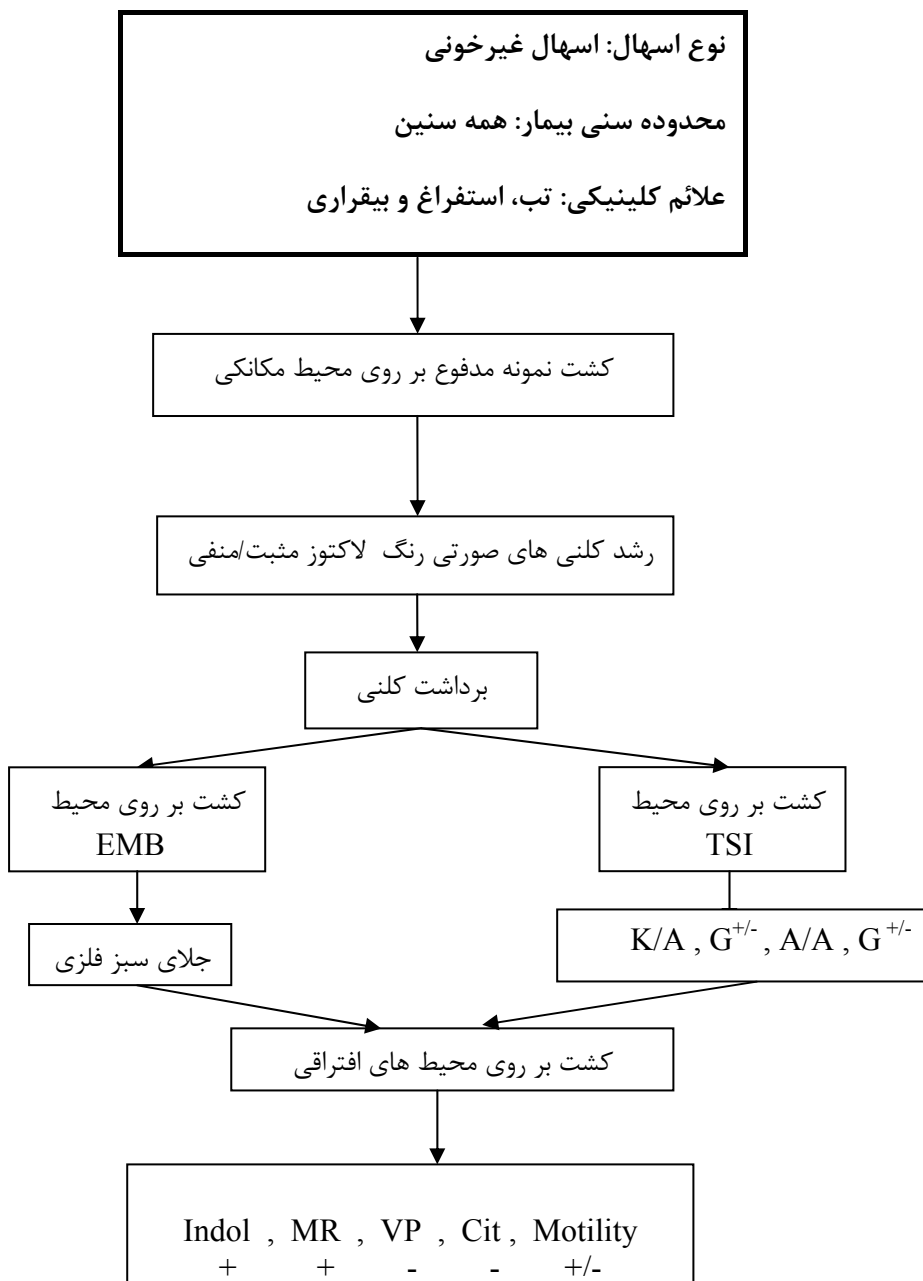 نوع اسهال: اسهال غیرخونی
محدوده سنی بیمار: همه سنین
علائم کلینیکی: تب، استفراغ و بیقراری
کشت نمونه مدفوع بر روی محیط مکانکی
رشد کلنی های صورتی رنگ لاکتوز مثبت/منفی
برداشت کلنی
کشت بر روی محیط
EMB
کشت بر روی محیط
TSI
جلای سبز فلزی
K/A , G+/- , A/A , G +/-
کشت بر روی محیط های افتراقی
Indol , MR , VP , Cit , Motility
+ + - - +/-